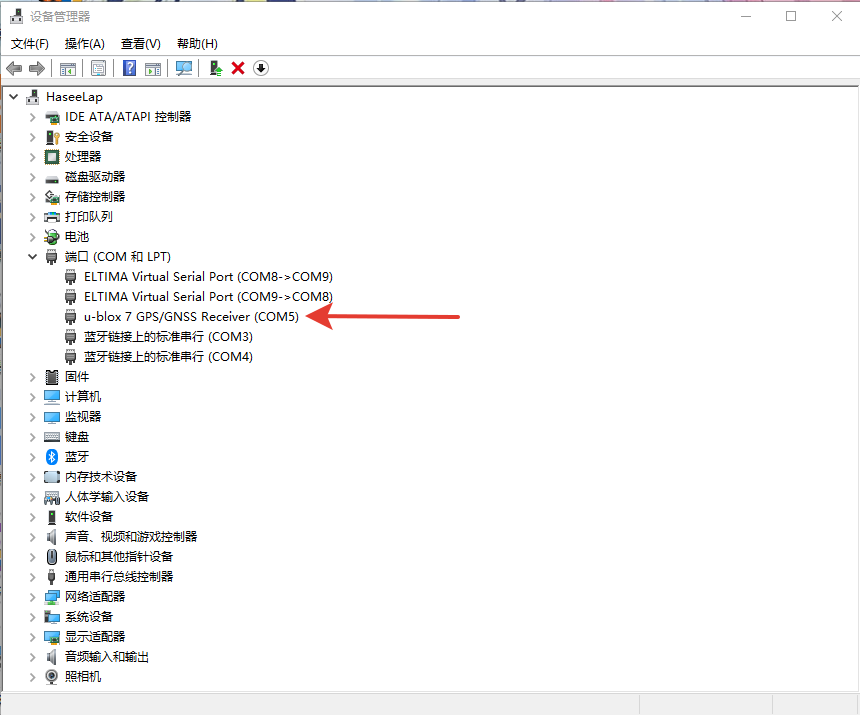 设备管理器
文件(F) 操作(A) 查看(V) 帮助(H)
HaseeLap
IDE ATA/ATAPI 控制器
安全设备
处理器
磁盘驱动器
存储控制器
打印队列
电池
端口 (COM 和 LPT)
ELTIMA Virtual Serial Port (COM8->COM9)
ELTIMA Virtual Serial Port (COM9->COM8)
u-blox 7 GPS/GNSS Receiver (COM5)
蓝牙链接上的标准串行 (COM3)
蓝牙链接上的标准串行 (COM4)
固件
计算机
监视器
键盘
蓝牙
内存技术设备
人体学输入设备
软件设备
声音、视频和游戏控制器
鼠标和其他指针设备
通用串行总线控制器
网络适配器
系统设备
显示适配器
音频输入和输出
照相机